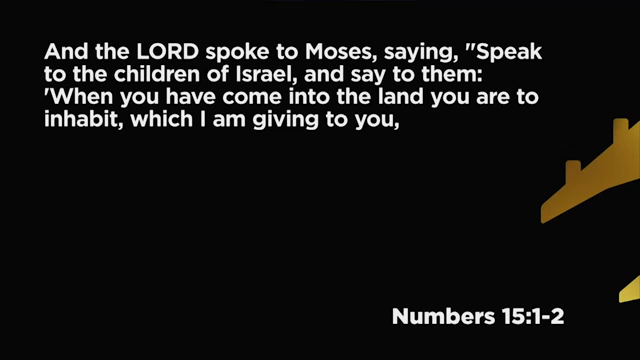 And the LORD spoke to Moses, saying, "Speak
to the children of Israel, and say to them:
'When you have come into the land you are to
inhabit, which I am giving to you,
Numbers 15:1-2